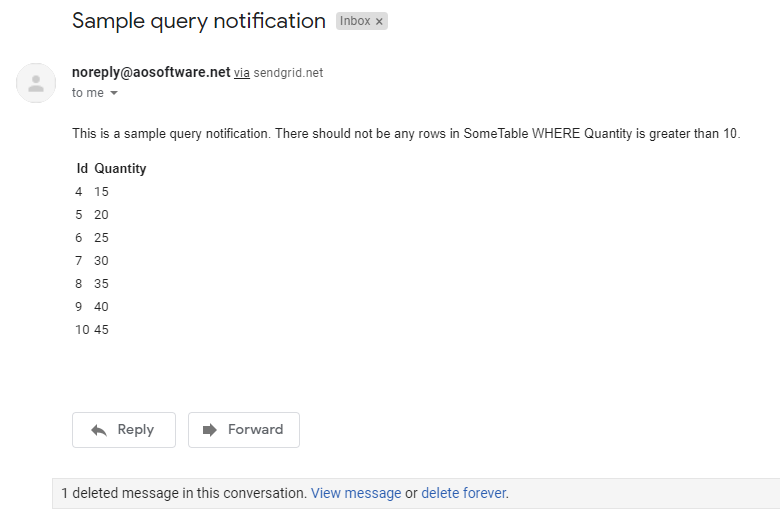 Sample query notification Inbox x
noreply@aosoftware.net via sendgrid.net
to me
This is a sample query notification. There should not be any rows in SomeTable WHERE Quantity is greater than 10.
Id Quantity
4 15
5 20
6 25
7 30
8 35
9 40
10 45
Reply Forward
1 deleted message in this conversation. View message or delete forever.